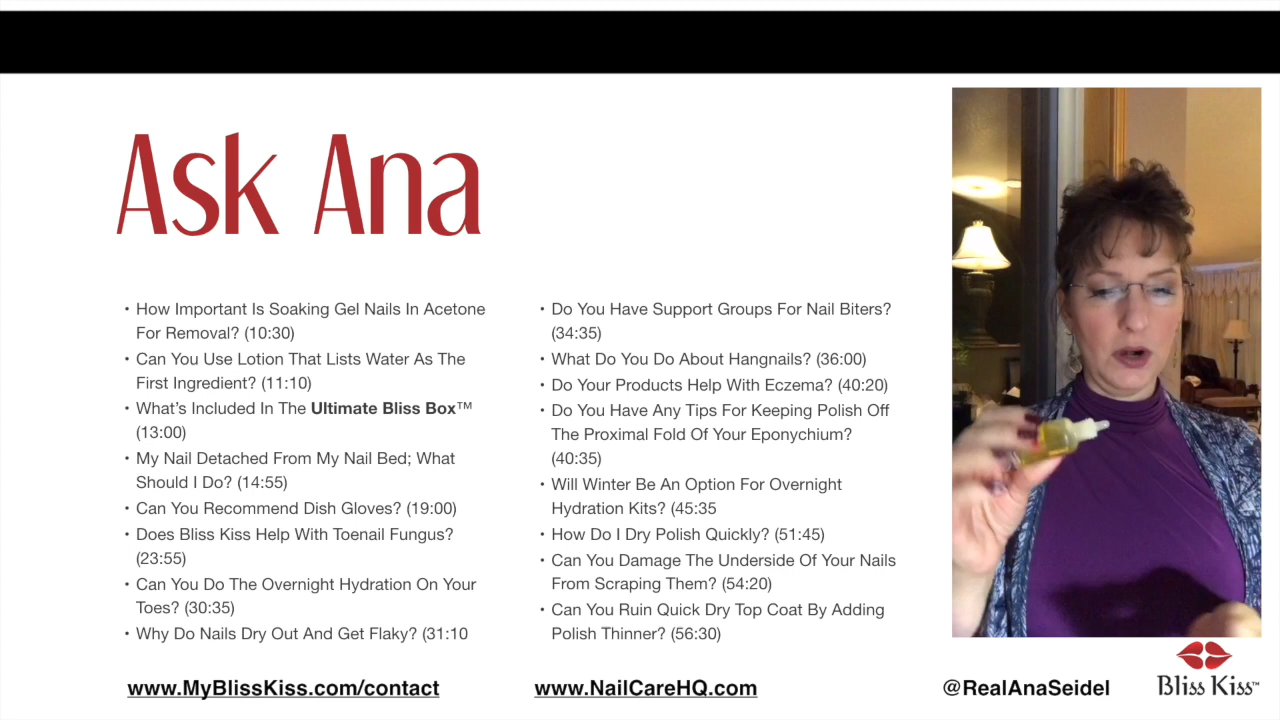 Ask Ana
• How Important Is Soaking Gel Nails In Acetone
For Removal? (10:30)
• Can You Use Lotion That Lists Water As The
First Ingredient? (11:10)
• What's Included In The Ultimate Bliss Box™
(13:00)
• My Nail Detached From My Nail Bed; What
Should I Do? (14:55)
• Can You Recommend Dish Gloves? (19:00)
• Does Bliss Kiss Help With Toenail Fungus?
(23:55)
• Can You Do The Overnight Hydration On Your
Toes? (30:35)
• Why Do Nails Dry Out And Get Flaky? (31:10
• Do You Have Support Groups For Nail Biters?
(34:35)
• What Do You Do About Hangnails? (36:00)
• Do Your Products Help With Eczema? (40:20)
• Do You Have Any Tips For Keeping Polish Off
The Proximal Fold Of Your Eponychium?
(40:35)
• Will Winter Be An Option For Overnight
Hydration Kits? (45:35
• How Do I Dry Polish Quickly? (51:45)
• Can You Damage The Underside Of Your Nails
From Scraping Them? (54:20)
• Can You Ruin Quick Dry Top Coat By Adding
Polish Thinner? (56:30)
www.MyBlissKiss.com/contact
www.NailCareHQ.com
@RealAnaSeidel
Bliss Kiss™